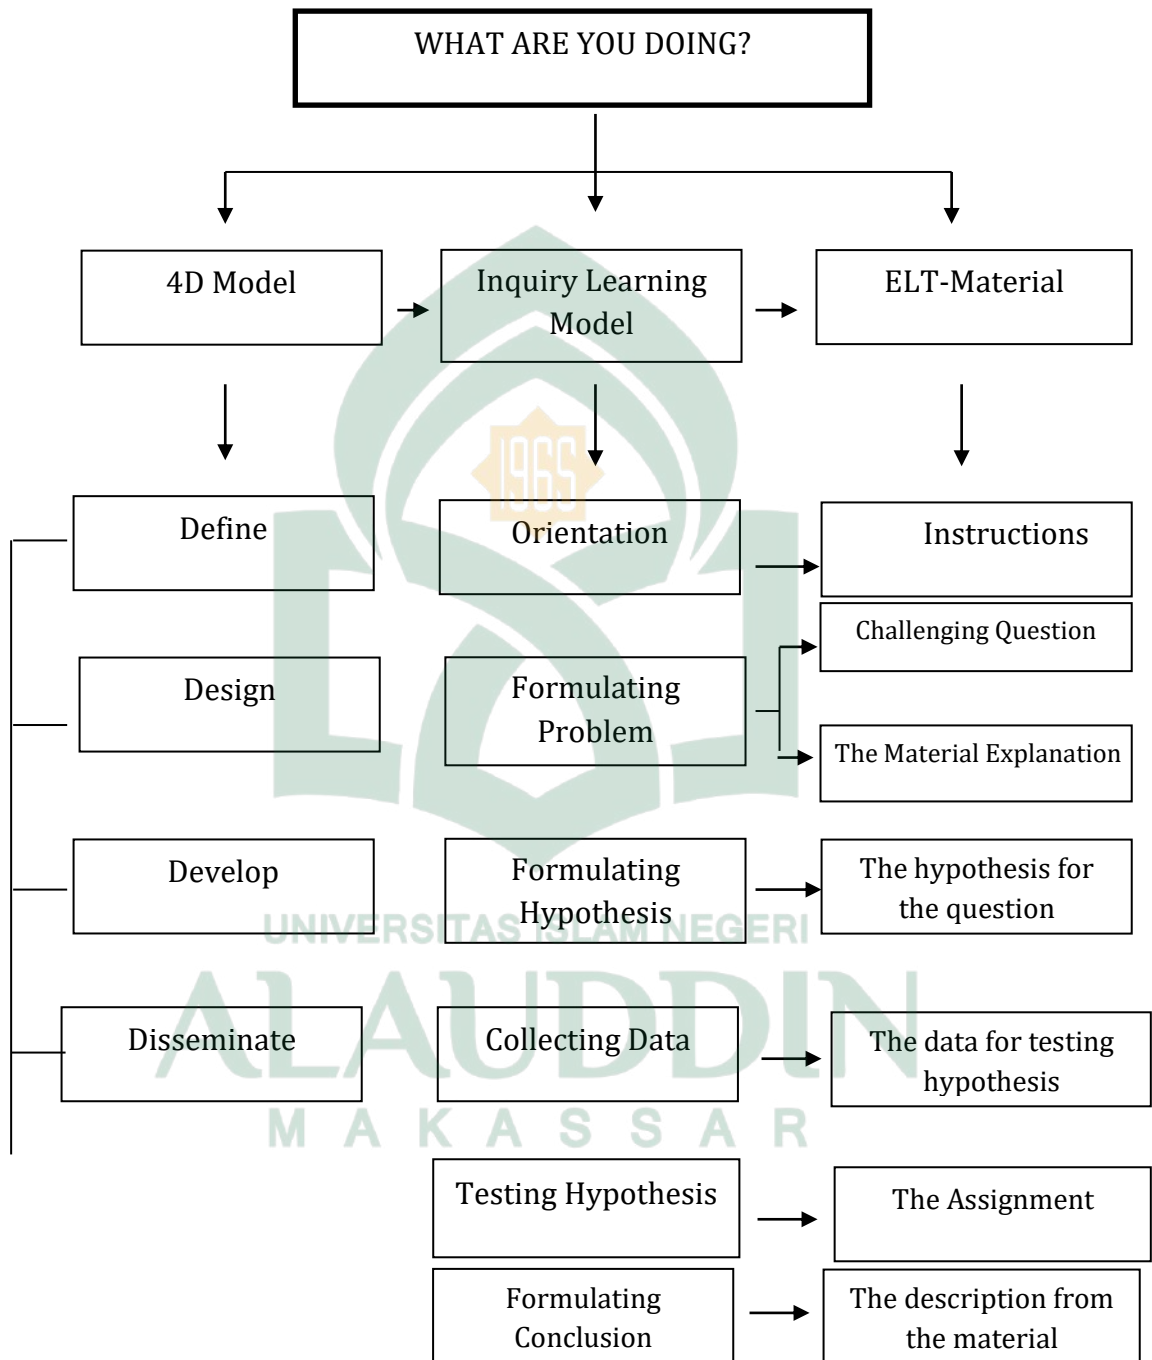 WHAT ARE YOU DOING?
4D Model
Inquiry Learning
Model
ELT-Material
1965
Define
Orientation
Instructions
Challenging Question
Design
Formulating
Problem
The Material Explanation
Develop
Formulating
Hypothesis
The hypothesis for
the question
UNIVERSITAS ISLAM NEGERI
ALAUDDIN
Disseminate
Collecting Data
The data for testing
hypothesis
MAKASSAR
Testing Hypothesis
The Assignment
Formulating
Conclusion
The description from
the material